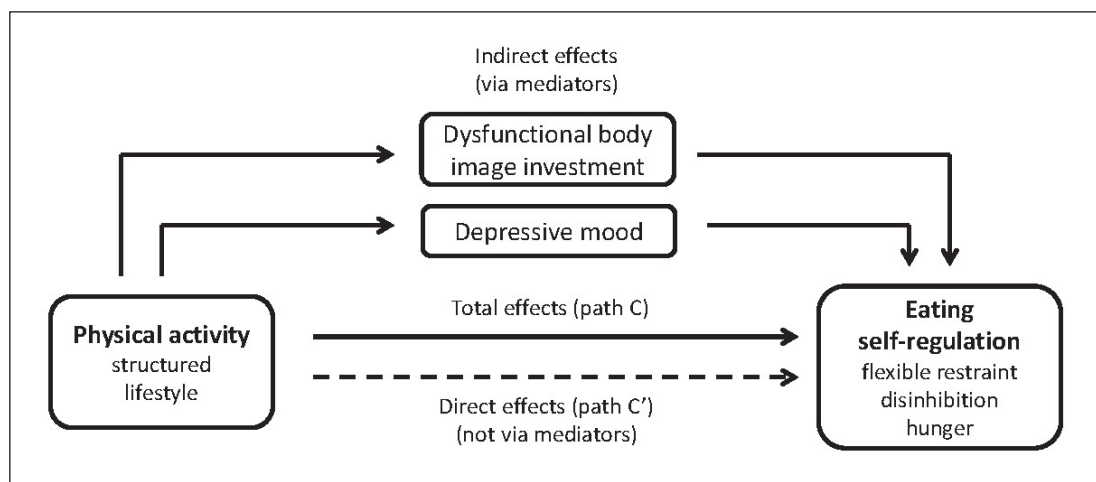 Indirect effects
(via mediators)
Dysfunctional body
image investment
Depressive mood
Physical activity
structured
lifestyle
Total effects (path C)
Direct effects (path C’)
(not via mediators)
Eating
self-regulation
flexible restraint
disinhibition
hunger